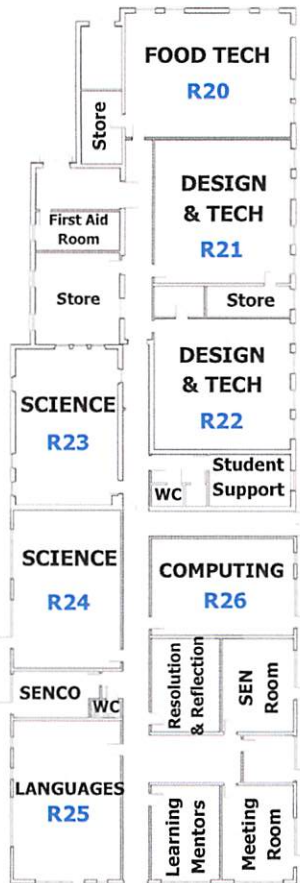 FOOD TECH
R20
Store
DESIGN
& TECH
R21
First Aid
Room
Store
Store
DESIGN
& TECH
R22
SCIENCE
R23
Student
Support
WC
SCIENCE
R24
COMPUTING
R26
Resolution
& Reflection
SEN
Room
SENCO
WC
LANGUAGES
R25
Learning
Mentors
Meeting
Room